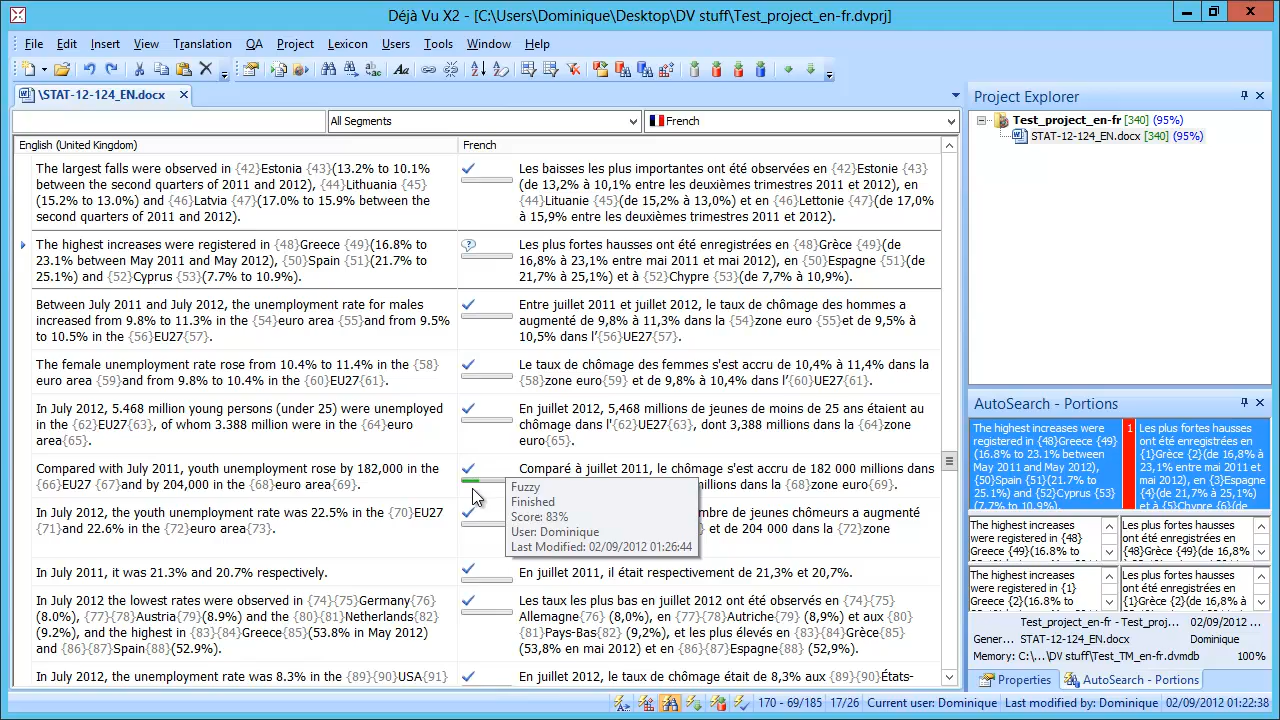 Déjà Vu X2 - [C:\Users\Dominique\Desktop\DV stuff\Test_project_en-fr.dvprj]
File Edit Insert View Translation QA Project Lexicon Users Tools Window Help
\STAT-12-124_EN.docx
All Segments
French
English (United Kingdom)
French
The largest falls were observed in {42}Estonia {43}(13.2% to 10.1%
between the second quarters of 2011 and 2012), {44}Lithuania {45}
(15.2% to 13.0%) and {46}Latvia {47}(17.0% to 15.9% between the
second quarters of 2011 and 2012).
Les baisses les plus importantes ont été observées en {42}Estonie {43}
(de 13,2% à 10,1% entre les deuxièmes trimestres 2011 et 2012), en
{44}Lituanie {45}(de 15,2% à 13,0%) et en {46}Lettonie {47}(de 17,0%
à 15,9% entre les deuxièmes trimestres 2011 et 2012).
The highest increases were registered in {48}Greece {49}(16.8% to
23.1% between May 2011 and May 2012), {50}Spain {51}(21.7% to
25.1%) and {52}Cyprus {53}(7.7% to 10.9%).
Les plus fortes hausses ont été enregistrées en {48}Grèce {49}(de
16,8% à 23,1% entre mai 2011 et mai 2012), en {50}Espagne {51}(de
21,7% à 25,1%) et à {52}Chypre {53}(de 7,7% à 10,9%).
Between July 2011 and July 2012, the unemployment rate for males
increased from 9.8% to 11.3% in the {54}euro area {55}and from 9.5%
to 10.5% in the {56}EU27{57}.
Entre juillet 2011 et juillet 2012, le taux de chômage des hommes a
augmenté de 9,8% à 11,3% dans la {54}zone euro {55}et de 9,5% à
10,5% dans l’{56}UE27{57}.
The female unemployment rate rose from 10.4% to 11.4% in the {58}
euro area {59}and from 9.8% to 10.4% in the {60}EU27{61}.
Le taux de chômage des femmes s'est accru de 10,4% à 11,4% dans la
{58}zone euro{59} et de 9,8% à 10,4% dans l’{60}UE27{61}.
In July 2012, 5.468 million young persons (under 25) were unemployed
in the {62}EU27{63}, of whom 3.388 million were in the {64}euro
area{65}.
En juillet 2012, 5,468 millions de jeunes de moins de 25 ans étaient au
chômage dans l'{62}UE27{63}, dont 3,388 millions dans la {64}zone
euro{65}.
Compared with July 2011, youth unemployment rose by 182,000 in the
{66}EU27 {67}and by 204,000 in the {68}euro area{69}.
Comparé à juillet 2011, le chômage s'est accru de 182 000 millions dans
millions dans la {68}zone euro{69}.
In July 2012, the youth unemployment rate was 22.5% in the {70}EU27
{71} and 22.6% in the {72}euro area{73}.
nombre de jeunes chômeurs a augmenté
et de 204 000 dans la {72}zone
Fuzzy
Finished
Score: 83%
User: Dominique
Last Modified: 02/09/2012 01:26:44
In July 2011, it was 21.3% and 20.7% respectively.
En juillet 2011, il était respectivement de 21,3% et 20,7%.
In July 2012 the lowest rates were observed in {74}{75}Germany{76}
(8.0%), {77}{78}Austria{79}(8.9%) and the {80}{81}Netherlands{82}
(9.2%), and the highest in {83}{84}Greece{85}(53.8% in May 2012)
and {86}{87}Spain{88}(52.9%).
Les taux les plus bas en juillet 2012 ont été observés en {74}{75}
Allemagne{76} (8,0%), en {77}{78}Autriche{79} (8,9%) et aux {80}
{81}Pays-Bas{82} (9,2%), et les plus élevés en {83}{84}Grèce{85}
(53,8% en mai 2012) et en {86}{87}Espagne{88} (52,9%).
In July 2012, the unemployment rate was 8.3% in the {89}{90}USA{91}
En juillet 2012, le taux de chômage était de 8,3% aux {89}{90}États-
Project Explorer
Test_project_en-fr [340] (95%)
STAT-12-124_EN.docx [340] (95%)
AutoSearch - Portions
The highest increases were
registered in {48}Greece {49}
(16.8% to 23.1% between May
2011 and May 2012), {50}
Spain {51}(21.7% to 25.1%)
and {52}Cyprus {53}
(7.7% to 10.9%).
1
Les plus fortes hausses
ont été enregistrées en
{1}Grèce {2}(de 16,8% à
23,1% entre mai 2011 et
mai 2012), en {3}Espagne
{4}(de 21,7% à 25,1%) et
à {5}Chypre {6}(de 7,7%
The highest increases
were registered in {48}
Greece {49}(16.8% to
Les plus fortes hausses
ont été enregistrées en
{48}Grèce {49}(de 16,8%
The highest increases
were registered in {1}
Greece {2}(16.8% to
Les plus fortes hausses
ont été enregistrées en
{1}Grèce {2}(de 16,8% à
Test_project_en-fr - Test_proj... 02/09/2012 ...
Gener... STAT-12-124_EN.docx Dominique
Memory: C:\...\DV stuff\Test_TM_en-fr.dvmdb 100%
Properties
AutoSearch - Portions
170 - 69/185 17/26 Current user: Dominique Last modified by: Dominique 02/09/2012 01:22:38